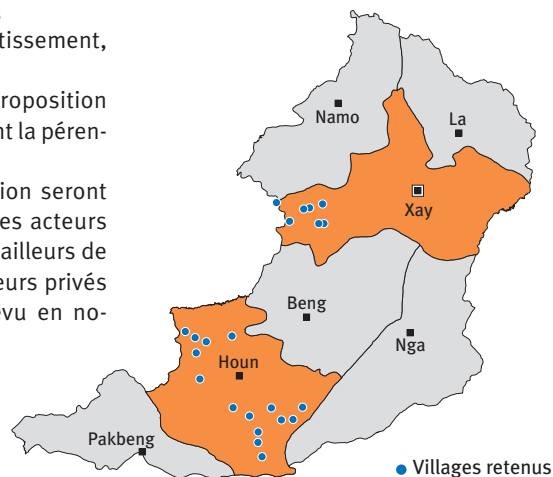 tissement,
roposition
nt la péren-
ion seront
es acteurs
ailleurs de
eurs privés
evu en no-
Namo
La
Xay
Beng
Nga
Houn
Pakbeng
Villages retenus